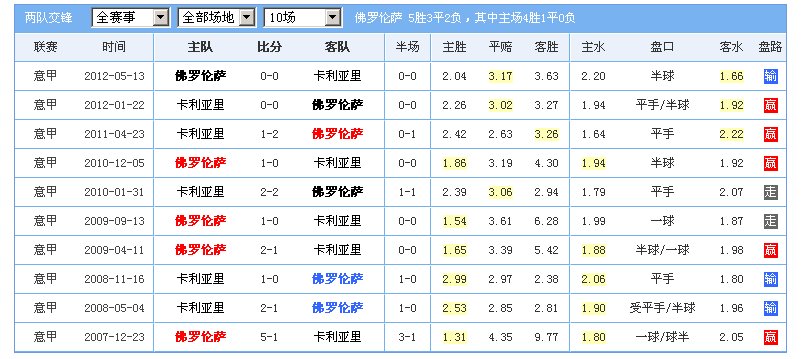 两队交锋 全赛事 全部场地 10场 佛罗伦萨 5胜3平2负，其中主场4胜1平0负
联赛 时间 主队 比分 客队 半场 主胜 平赔 客胜 主水 盘口 客水 盘路
意甲 2012-05-13 佛罗伦萨 0-0 卡利亚里 0-0 2.04 3.17 3.63 2.20 半球 1.66 输
意甲 2012-01-22 卡利亚里 0-0 佛罗伦萨 0-0 2.26 3.02 3.27 1.94 平手/半球 1.92 赢
意甲 2011-04-23 卡利亚里 1-2 佛罗伦萨 0-1 2.42 2.63 3.26 1.64 平手 2.22 赢
意甲 2010-12-05 佛罗伦萨 1-0 卡利亚里 0-0 1.86 3.19 4.30 1.94 半球 1.92 赢
意甲 2010-01-31 卡利亚里 2-2 佛罗伦萨 1-1 2.39 3.06 2.94 1.79 平手 2.07 走
意甲 2009-09-13 佛罗伦萨 1-0 卡利亚里 0-0 1.54 3.61 6.28 1.99 一球 1.87 走
意甲 2009-04-11 佛罗伦萨 2-1 卡利亚里 0-0 1.65 3.39 5.42 1.88 半球/一球 1.98 赢
意甲 2008-11-16 卡利亚里 1-0 佛罗伦萨 1-0 2.99 2.97 2.38 2.06 平手 1.80 输
意甲 2008-05-04 卡利亚里 2-1 佛罗伦萨 1-0 2.53 2.85 2.81 1.90 受平手/半球 1.96 输
意甲 2007-12-23 佛罗伦萨 5-1 卡利亚里 3-1 1.31 4.35 9.77 1.80 一球/球半 2.05 赢